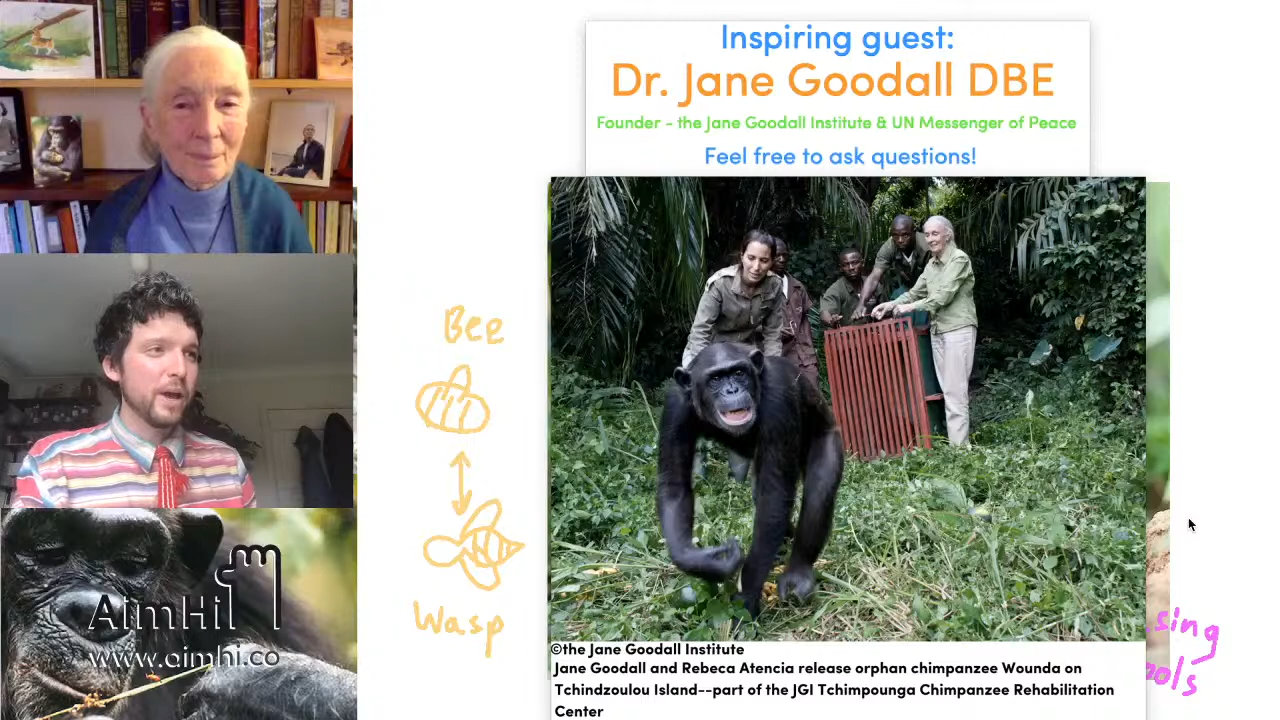 Inspiring guest:
Dr. Jane Goodall DBE
Founder - the Jane Goodall Institute & UN Messenger of Peace
Feel free to ask questions!
Bee
Wasp
AimHi
www.aimhi.co
©the Jane Goodall Institute
Jane Goodall and Rebeca Atencia release orphan chimpanzee Wounda on
Tchindzoulou Island--part of the JGI Tchimpounga Chimpanzee Rehabilitation
Center